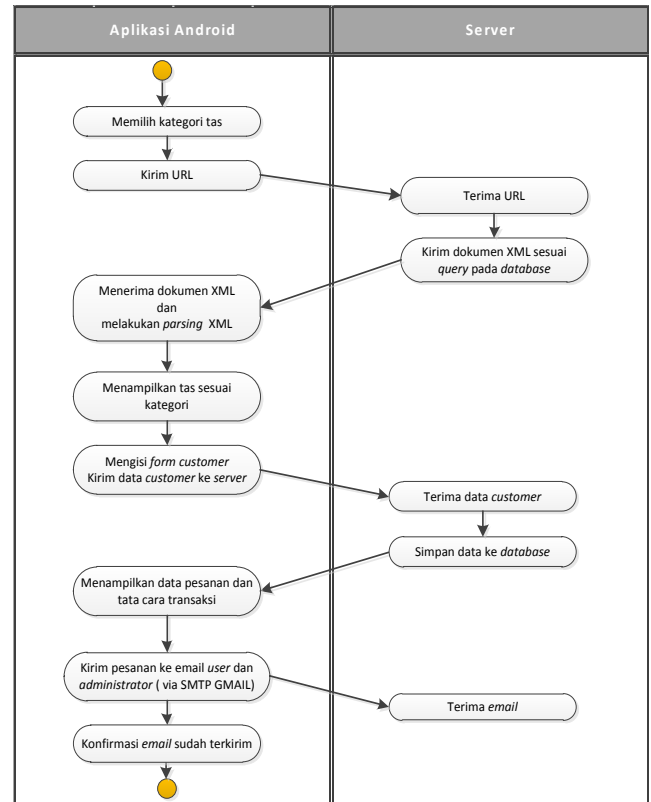 Aplikasi Android
Server
Memilih kategori tas
Kirim URL
Terima URL
Kirim dokumen XML sesuai
query pada database
Menerima dokumen XML
dan
melakukan parsing XML
Menampilkan tas sesuai
kategori
Mengisi form customer
Kirim data customer ke server
Terima data customer
Simpan data ke database
Menampilkan data pesanan dan
tata cara transaksi
Kirim pesanan ke email user dan
administrator ( via SMTP GMAIL)
Terima email
Konfirmasi email sudah terkirim